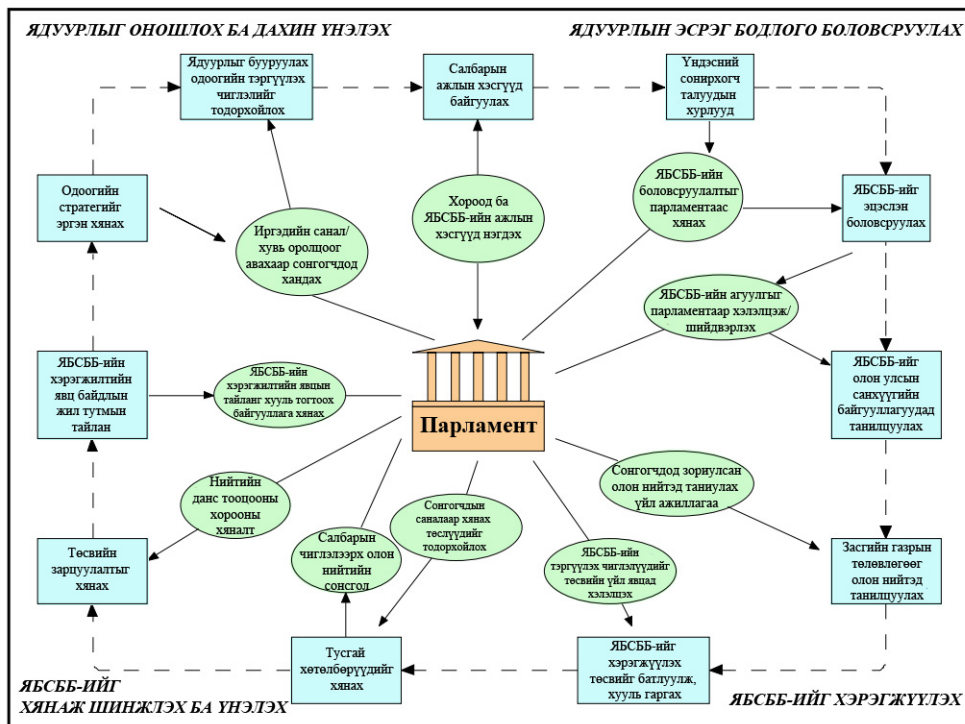 ЯДУУРЛЫГ ОНОШЛОХ БА ДАХИН ҮНЭЛЭХ
ЯДУУРЛЫН ЭСРЭГ БОДЛОГО БОЛОВСРУУЛАХ
Ядуурлыг бууруулах
одоогийн тэргүүлэх
чиглэлийг
тодорхойлох
Салбарын
ажлын хэсгүүд
байгуулах
Үндэсний
сонирхогч
талуудын
хурлууд
Одоогийн
стратегийг
эргэн хянах
Иргэдийн санал/
хувь оролцоог
авахаар сонгогчдод
хандах
Хороод ба
ЯБСББ-ийн ажлын
хэсгүүд нэгдэх
ЯБСББ-ийн
боловсруулалтыг
парламентаас
хянах
ЯБСББ-ийг
эцэслэн
боловсруулах
ЯБСББ-ийн агуулгыг
парламентаар хэлэлцэж/
шийдвэрлэх
ЯБСББ-ийн
хэрэгжилтийн
явц байдлын
жил тутмын
тайлан
ЯБСББ-ийн
хэрэгжилтийн явцын
тайланг хууль тогтоох
байгууллага хянах
Парламент
ЯБСББ-ийг
олон улсын
санхүүгийн
байгууллагуудад
танилцуулах
Нийтийн
данс тооцооны
хорооны
хяналт
Сонгогчдод зориулсан
олон нийтэд таниулах
үйл ажиллагаа
Төсвийн
зарцуулалтыг
хянах
Салбарын
чиглэлээрх олон
нийтийн
сонсгол
Сонгогчдын
саналаар хянах
төслүүдийг
тодорхойлох
ЯБСББ-ийн
тэргүүлэх чиглэлүүдийг
төсвийн үйл явцад
хэлэлцэх
Засгийн газрын
төлөвлөгөөг
олон нийтэд
танилцуулах
Тусгай
хөтөлбөрүүдийг
хянах
ЯБСББ-ийг
хэрэгжүүлэх
төсвийг батлуулж,
хууль гаргах
ЯБСББ-ИЙГ
ХЯНАЖ ШИНЖЛЭХ БА ҮНЭЛЭХ
ЯБСББ-ИЙГ ХЭРЭГЖҮҮЛЭХ